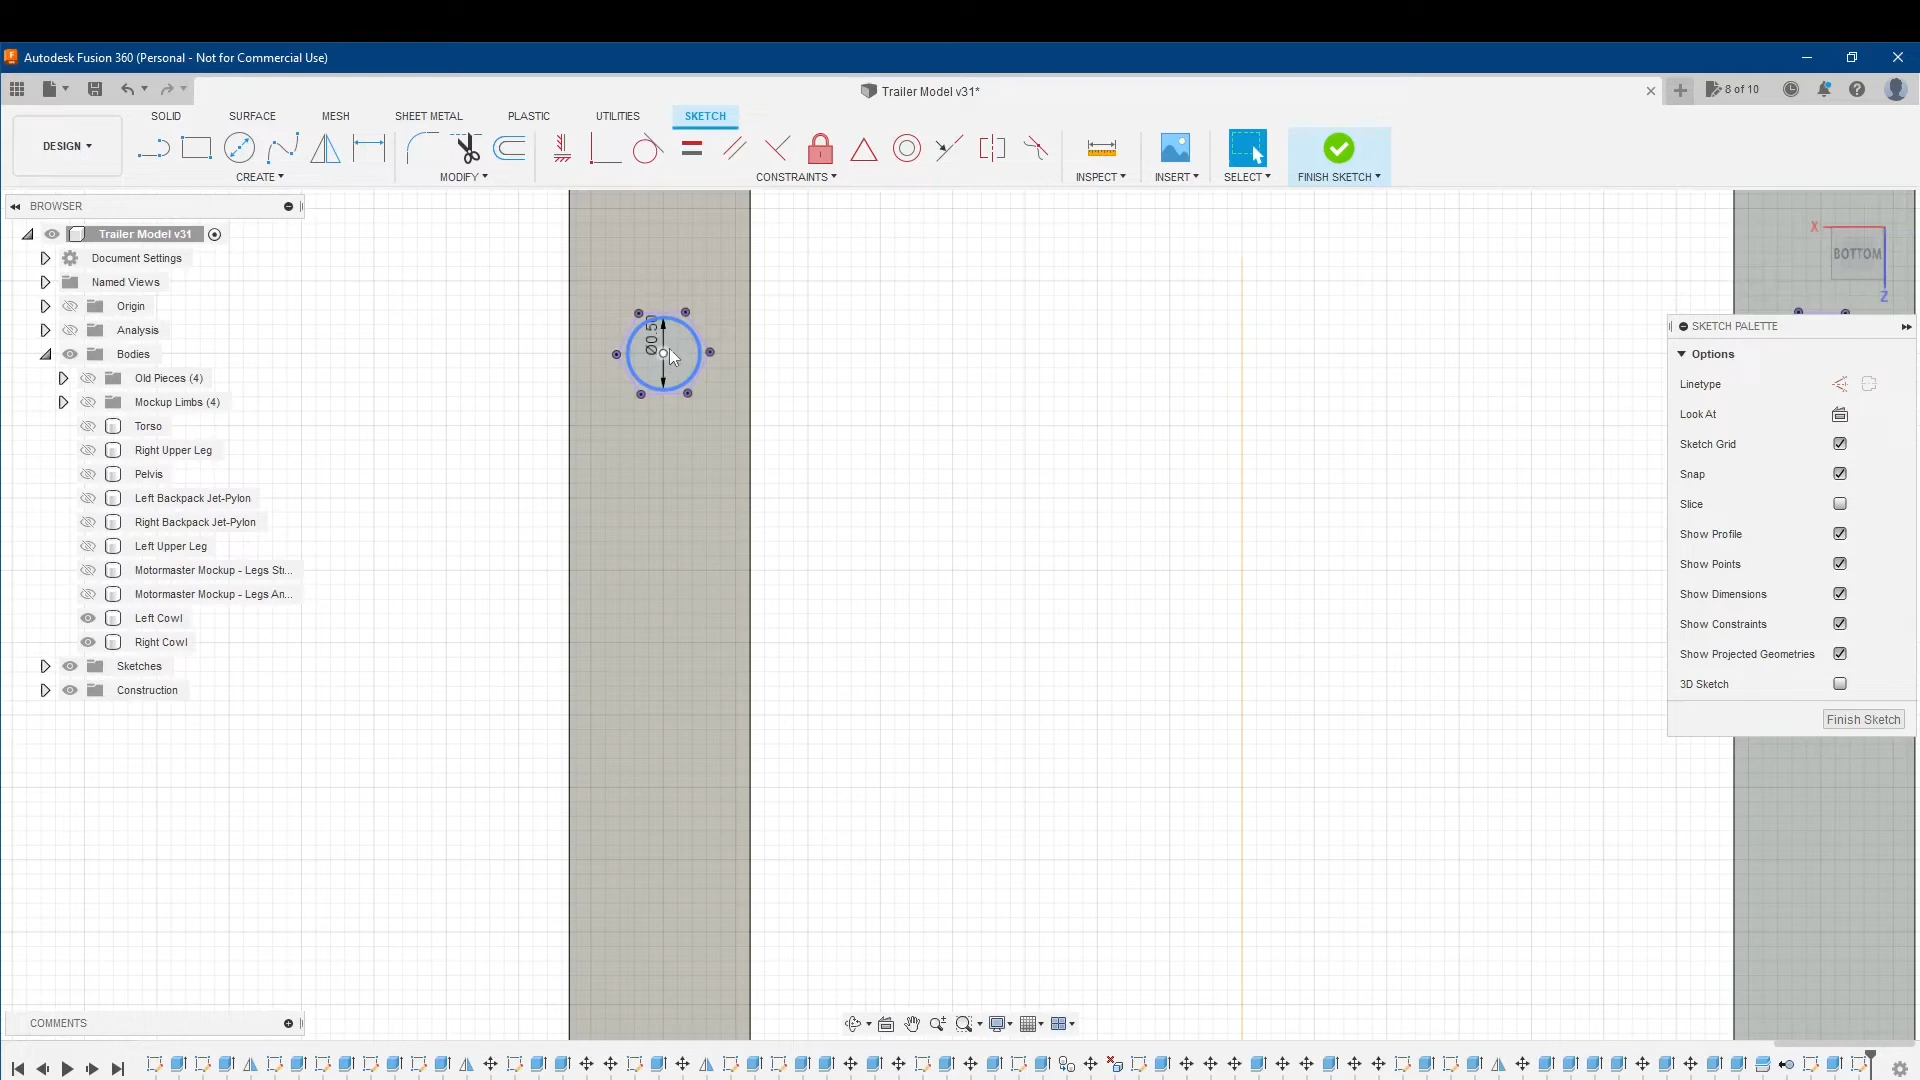 Autodesk Fusion 360 (Personal - Not for Commercial Use)
Trailer Model v31*
8 of 10
SOLID SURFACE MESH SHEET METAL PLASTIC UTILITIES SKETCH
DESIGN
CREATE MODIFY CONSTRAINTS INSPECT INSERT SELECT FINISH SKETCH
BROWSER
Trailer Model v31
Document Settings
Named Views
Origin
Analysis
Bodies
Old Pieces (4)
Mockup Limbs (4)
Torso
Right Upper Leg
Pelvis
Left Backpack Jet-Pylon
Right Backpack Jet-Pylon
Left Upper Leg
Motormaster Mockup - Legs Str...
Motormaster Mockup - Legs An...
Left Cowl
Right Cowl
Sketches
Construction
Ø0.50
X
BOTTOM
Z
SKETCH PALETTE
Options
Linetype
Look At
Sketch Grid
Snap
Slice
Show Profile
Show Points
Show Dimensions
Show Constraints
Show Projected Geometries
3D Sketch
Finish Sketch
COMMENTS